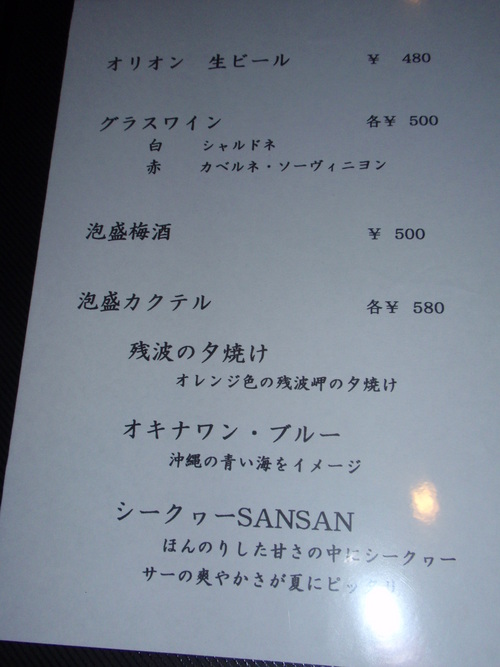 オリオン 生ビール ¥ 480
グラスワイン 各¥ 500
白 シャルドネ
赤 カベルネ・ソーヴィニヨン
泡盛梅酒 ¥ 500
泡盛カクテル 各¥ 580
残波の夕焼け
オレンジ色の残波岬の夕焼け
オキナワン・ブルー
沖縄の青い海をイメージ
シークヮーSANSAN
ほんのりした甘さの中にシークヮー
サーの爽やかさが夏にピッタリ